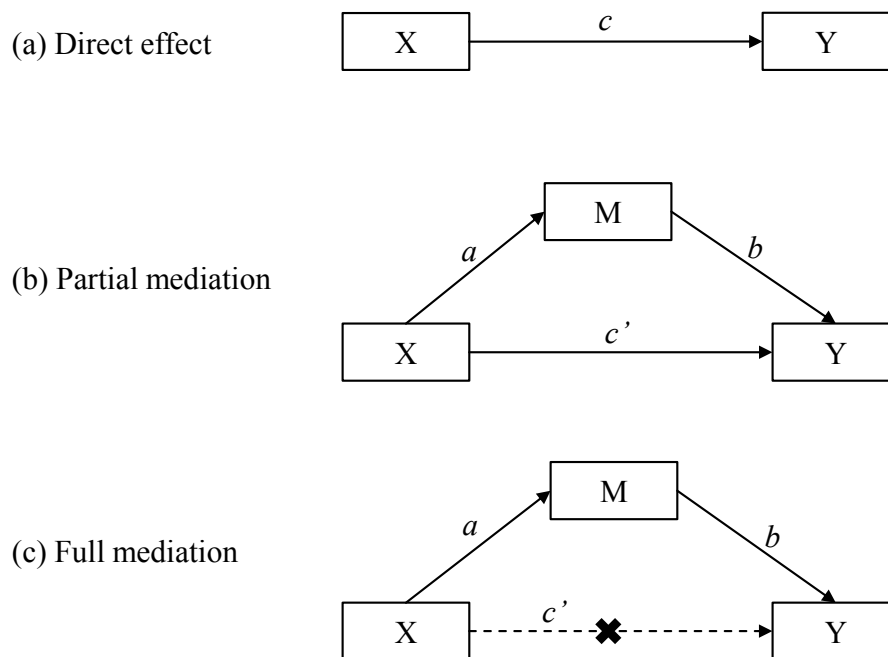 (a) Direct effect
X
c
Y
M
a
b
(b) Partial mediation
c’
X
Y
M
a
b
(c) Full mediation
c’
X
Y